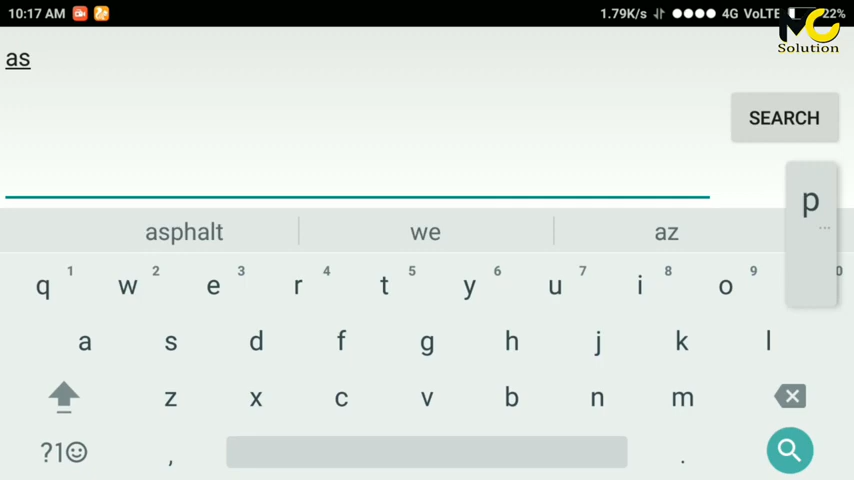 10:17 AM 1.79K/s 4G VoLTE 22%
MC
Solution
as
SEARCH
p
...
asphalt we az
q 1 w 2 e 3 r 4 t 5 y 6 u 7 i 8 o 9 0
a s d f g h j k l
z x c v b n m
?1☺ , .